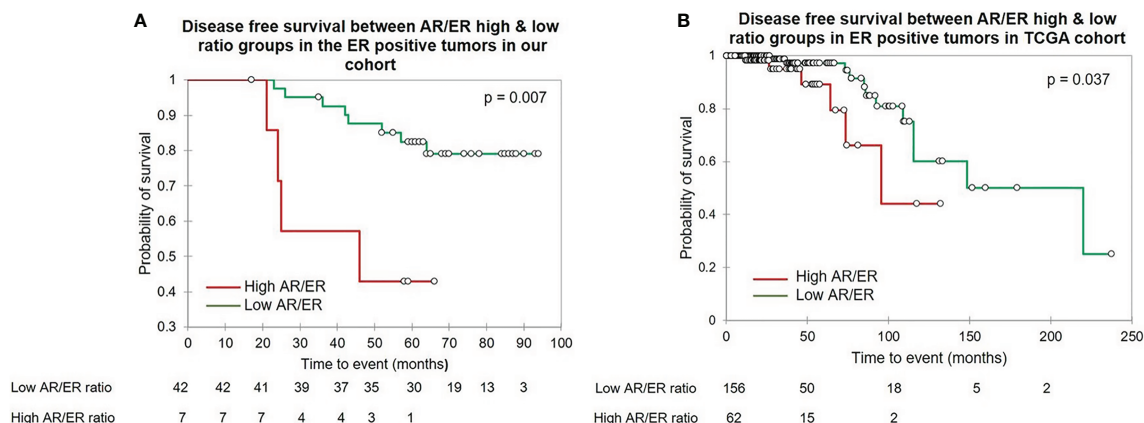 A
Disease free survival between AR/ER high & low
ratio groups in the ER positive tumors in our
cohort
p = 0.007
1
0.9
0.8
0.7
0.6
0.5
0.4
0.3
Probability of survival
High AR/ER
Low AR/ER
0 10 20 30 40 50 60 70 80 90 100
Time to event (months)
Low AR/ER ratio 42 42 41 39 37 35 30 19 13 3
High AR/ER ratio 7 7 7 4 4 3 1
B
Disease free survival between AR/ER high & low
ratio groups in ER positive tumors in TCGA cohort
p = 0.037
1
0.8
0.6
0.4
0.2
0
Probability of survival
High AR/ER
Low AR/ER
0 50 100 150 200 250
Time to event (months)
Low AR/ER ratio 156 50 18 5 2
High AR/ER ratio 62 15 2